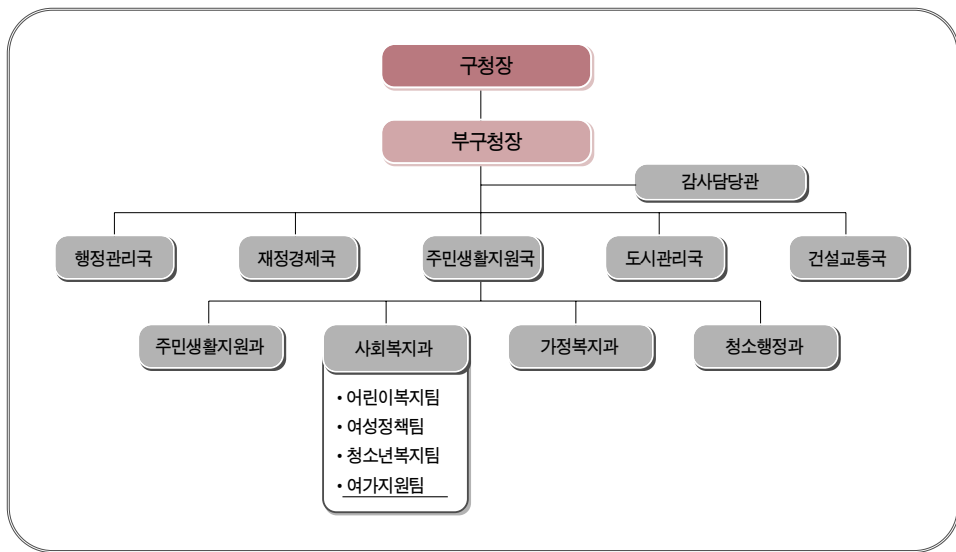 구청장
부구청장
감사담당관
행정관리국 재정경제국 주민생활지원국 도시관리국 건설교통국
주민생활지원과 사회복지과 가정복지과 청소행정과
• 어린이복지팀
• 여성정책팀
• 청소년복지팀
• 여가지원팀